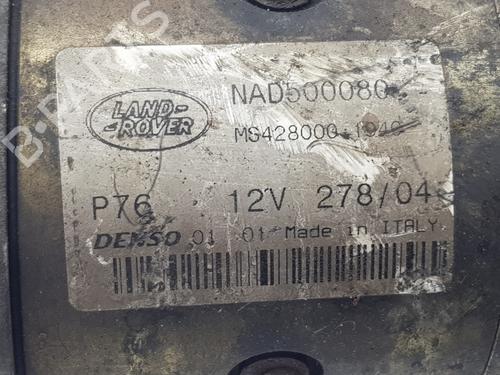 LAND-
-ROVER
NAD500080
MS428000-1940
P76 12V 278/04
DENSO 01 01 Made in ITALY
B-PARTS